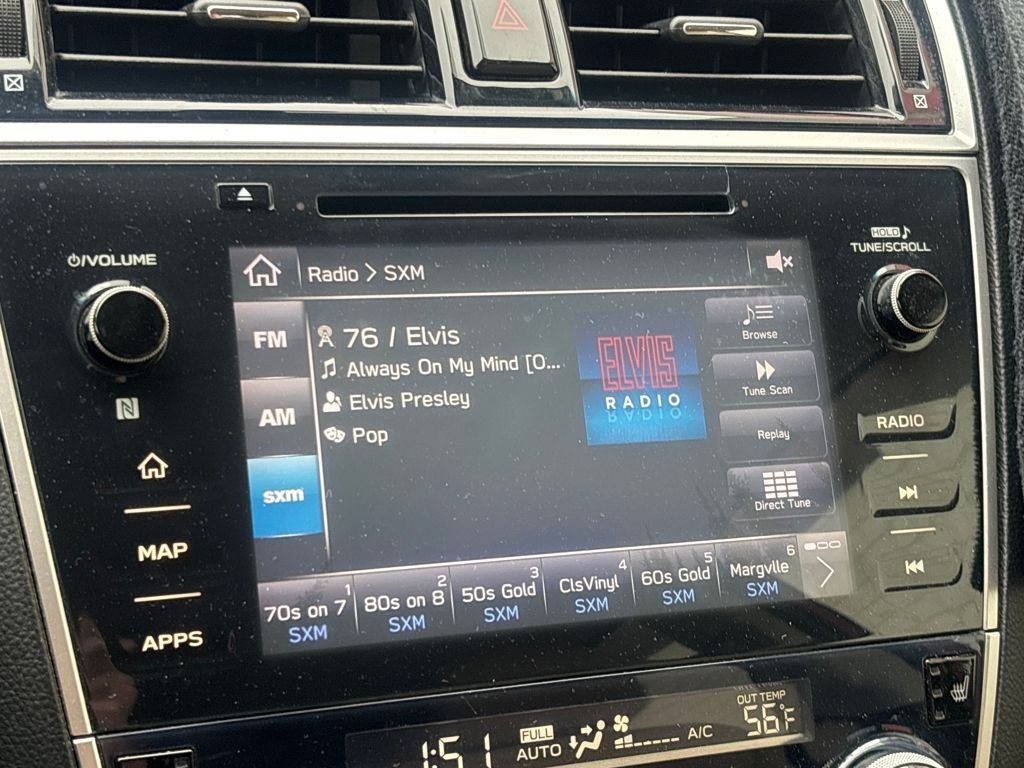 ⏻/VOLUME
HOLD ♪
TUNE/SCROLL
Radio > SXM
FM
AM
sxm
76 / Elvis
Always On My Mind [O...
Elvis Presley
Pop
ELVIS
RADIO
Browse
Tune Scan
Replay
Direct Tune
MAP
APPS
RADIO
1
70s on 7
SXM
2
80s on 8
SXM
3
50s Gold
SXM
4
ClsVinyl
SXM
5
60s Gold
SXM
6
Margvlle
SXM
1:51
FULL
AUTO
A/C
OUT TEMP
56°F